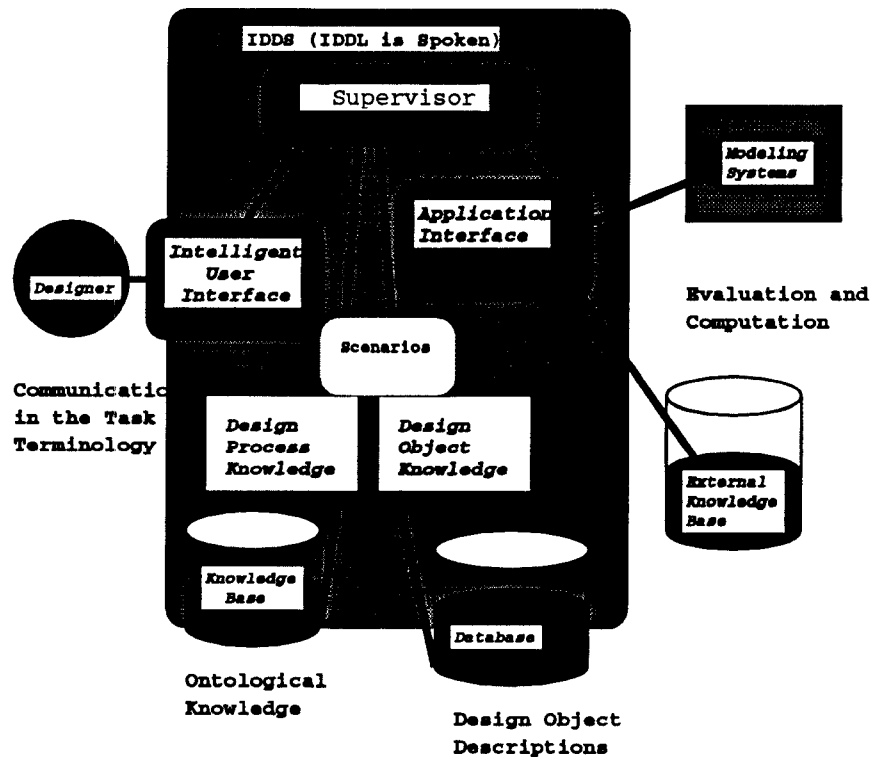 IDDS (IDDL is Spoken)
Supervisor
Modeling
Systems
Application
Interface
Intelligent
User
Interface
Designer
Evaluation and
Computation
Scenarios
Communicatic
in the Task
Terminology
Design
Process
Knowledge
Design
Object
Knowledge
External
Knowledge
Base
Knowledge
Base
Database
Ontological
Knowledge
Design Object
Descriptions